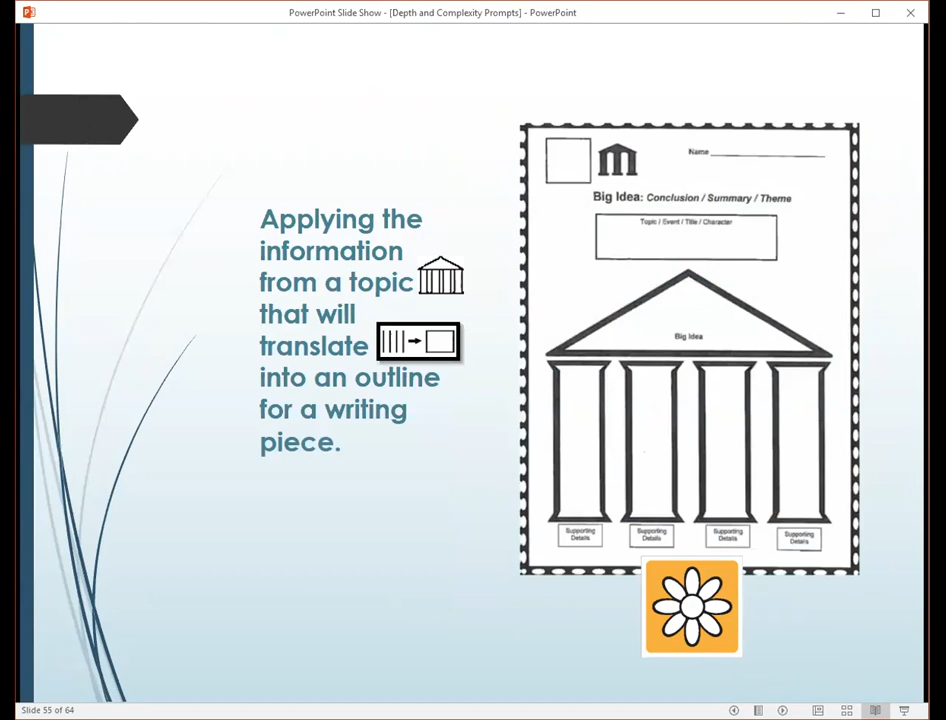 PowerPoint Slide Show - [Depth and Complexity Prompts] - PowerPoint
Applying the
information
from a topic
that will
translate
into an outline
for a writing
piece.
Name
Big Idea: Conclusion / Summary / Theme
Topic / Event / Title / Character
Big Idea
Supporting
Details
Supporting
Details
Supporting
Details
Supporting
Details
Slide 55 of 64